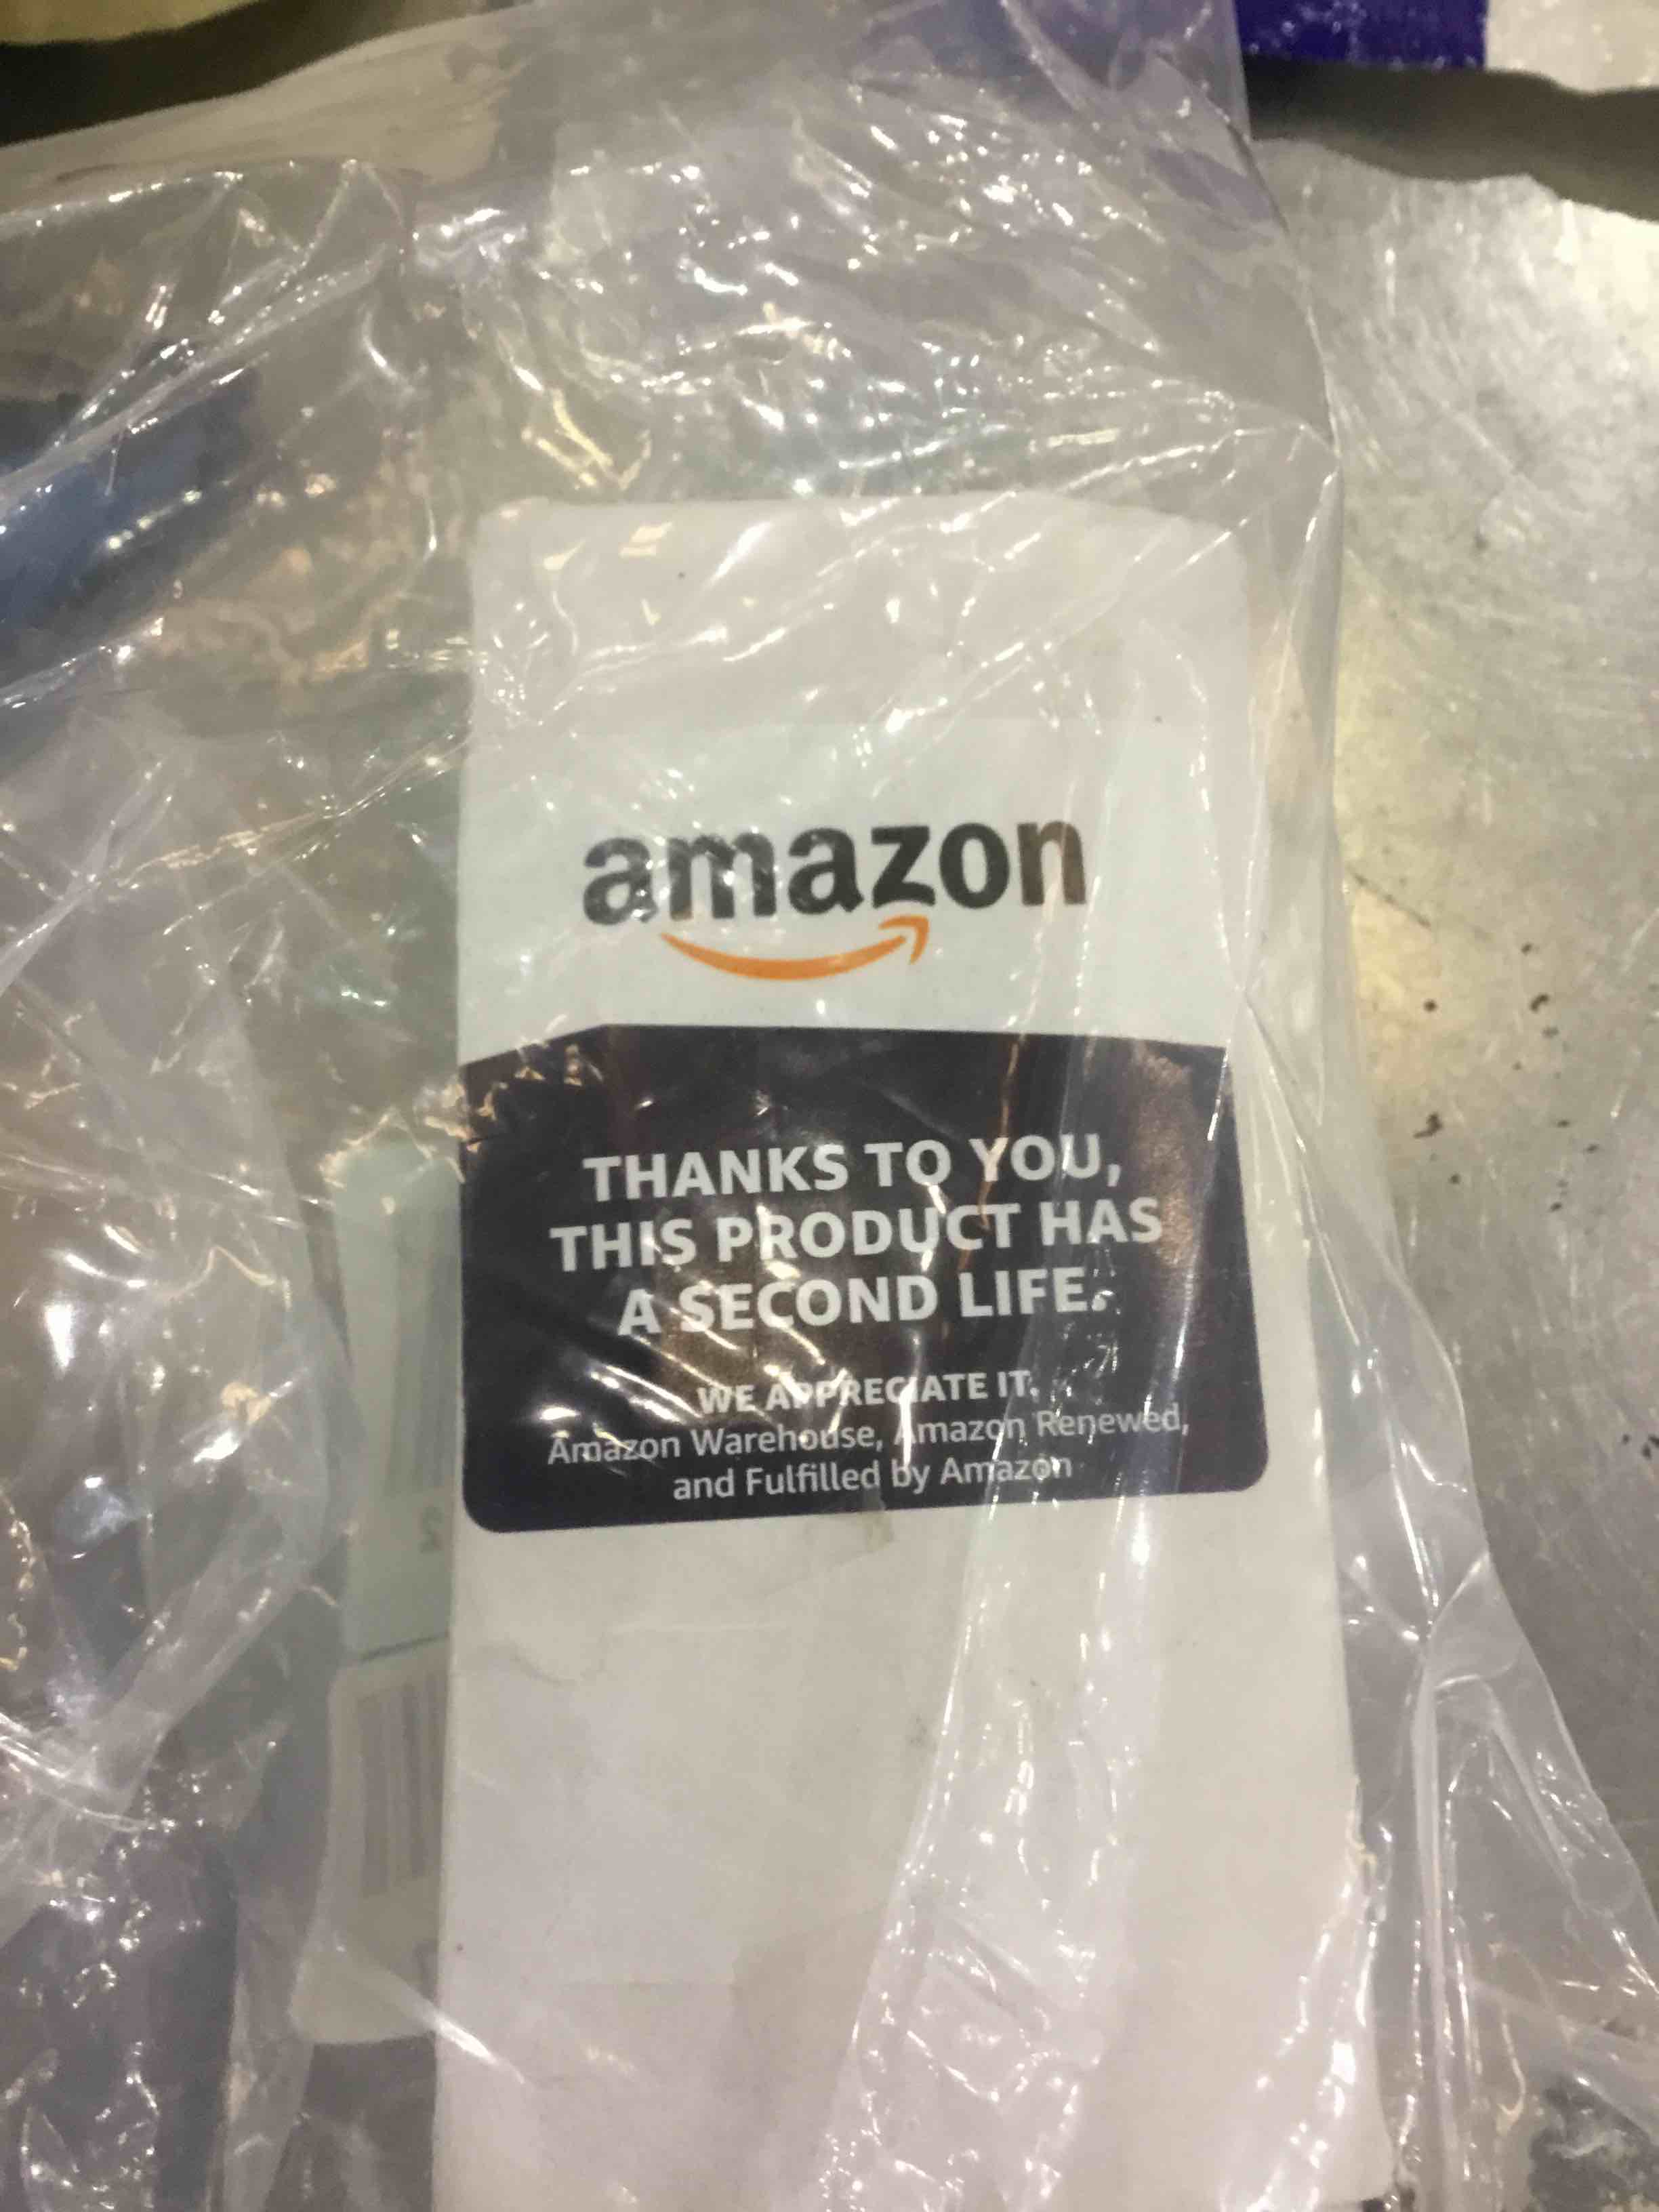 amazon
THANKS TO YOU,
THIS PRODUCT HAS
A SECOND LIFE.
WE APPRECIATE IT.
Amazon Warehouse, Amazon Renewed,
and Fulfilled by Amazon